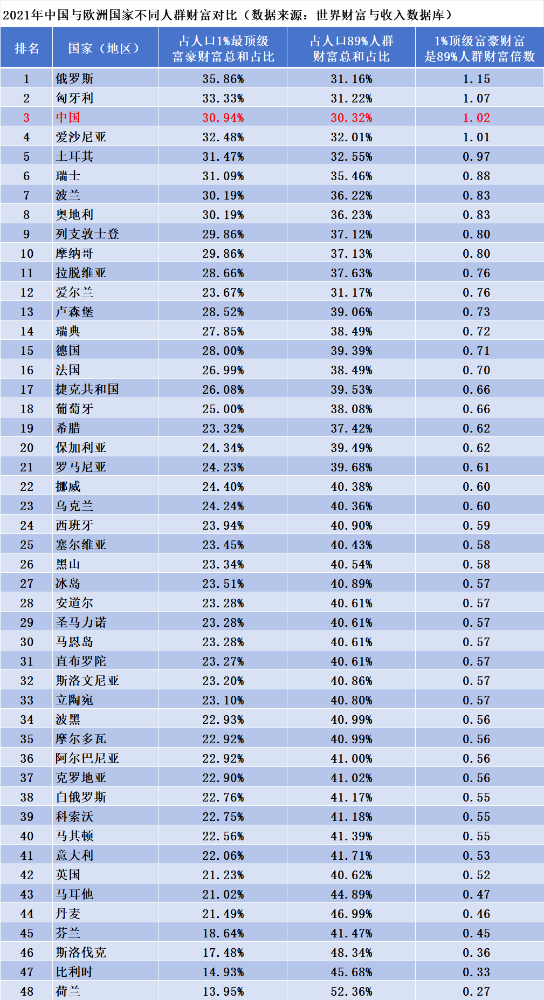 2021年中国与欧洲国家不同人群财富对比（数据来源：世界财富与收入数据库）
排名 国家（地区） 占人口1%最顶级富豪财富总和占比 占人口89%人群财富总和占比 1%顶级富豪财富是89%人群财富倍数
1 俄罗斯 35.86% 31.16% 1.15
2 匈牙利 33.33% 31.22% 1.07
3 中国 30.94% 30.32% 1.02
4 爱沙尼亚 32.48% 32.01% 1.01
5 土耳其 31.47% 32.55% 0.97
6 瑞士 31.09% 35.46% 0.88
7 波兰 30.19% 36.22% 0.83
8 奥地利 30.19% 36.23% 0.83
9 列支敦士登 29.86% 37.12% 0.80
10 摩纳哥 29.86% 37.13% 0.80
11 拉脱维亚 28.66% 37.63% 0.76
12 爱尔兰 23.67% 31.17% 0.76
13 卢森堡 28.52% 39.06% 0.73
14 瑞典 27.85% 38.49% 0.72
15 德国 28.00% 39.39% 0.71
16 法国 26.99% 38.49% 0.70
17 捷克共和国 26.08% 39.53% 0.66
18 葡萄牙 25.00% 38.08% 0.66
19 希腊 23.32% 37.42% 0.62
20 保加利亚 24.34% 39.49% 0.62
21 罗马尼亚 24.23% 39.68% 0.61
22 挪威 24.40% 40.38% 0.60
23 乌克兰 24.24% 40.36% 0.60
24 西班牙 23.94% 40.90% 0.59
25 塞尔维亚 23.45% 40.43% 0.58
26 黑山 23.34% 40.54% 0.58
27 冰岛 23.51% 40.89% 0.57
28 安道尔 23.28% 40.61% 0.57
29 圣马力诺 23.28% 40.61% 0.57
30 马恩岛 23.28% 40.61% 0.57
31 直布罗陀 23.27% 40.61% 0.57
32 斯洛文尼亚 23.20% 40.86% 0.57
33 立陶宛 23.10% 40.80% 0.57
34 波黑 22.93% 40.99% 0.56
35 摩尔多瓦 22.92% 40.99% 0.56
36 阿尔巴尼亚 22.92% 41.00% 0.56
37 克罗地亚 22.90% 41.02% 0.56
38 白俄罗斯 22.76% 41.17% 0.55
39 科索沃 22.75% 41.18% 0.55
40 马其顿 22.56% 41.39% 0.55
41 意大利 22.06% 41.71% 0.53
42 英国 21.23% 40.62% 0.52
43 马耳他 21.02% 44.89% 0.47
44 丹麦 21.49% 46.99% 0.46
45 芬兰 18.64% 41.47% 0.45
46 斯洛伐克 17.48% 48.34% 0.36
47 比利时 14.93% 45.68% 0.33
48 荷兰 13.95% 52.36% 0.27